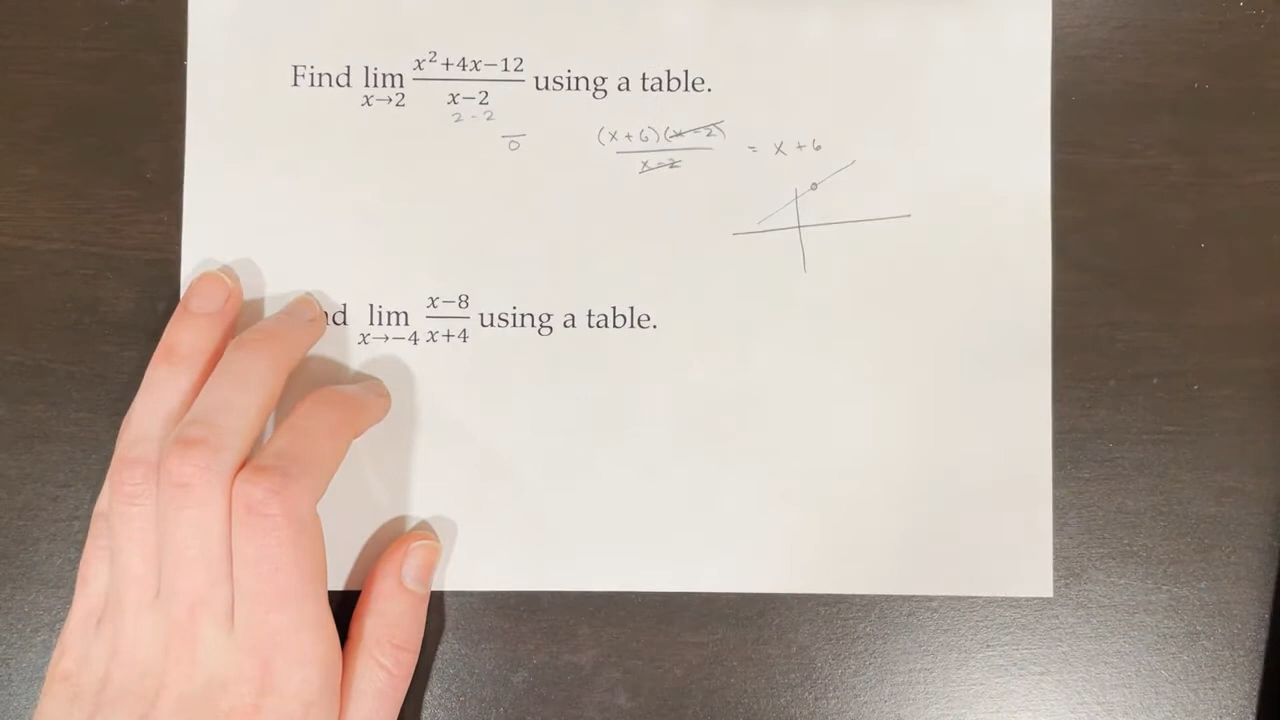 Find lim x→2 x²+4x−12 / x−2 using a table.
2 - 2
— 0
(x+6)(x-2) / x-2 = x+6
nd lim x→−4 x−8 / x+4 using a table.